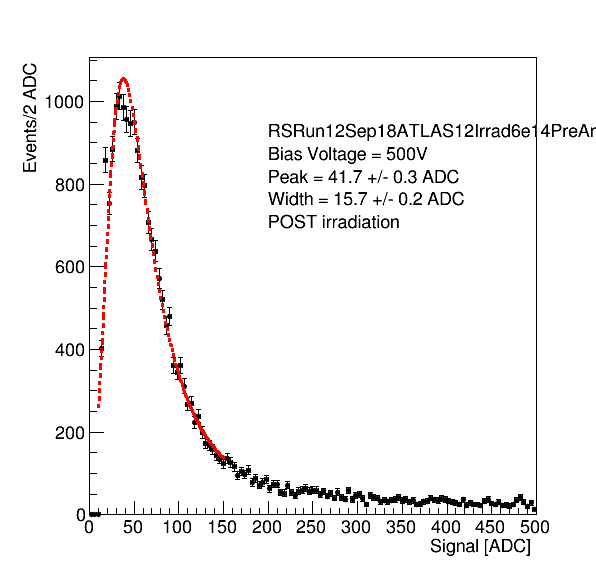 Events/2 ADC
1000
800
600
400
200
0
RSRun12Sep18ATLAS12Irrad6e14PreAr
Bias Voltage = 500V
Peak = 41.7 +/- 0.3 ADC
Width = 15.7 +/- 0.2 ADC
POST irradiation
0 50 100 150 200 250 300 350 400 450 500
Signal [ADC]